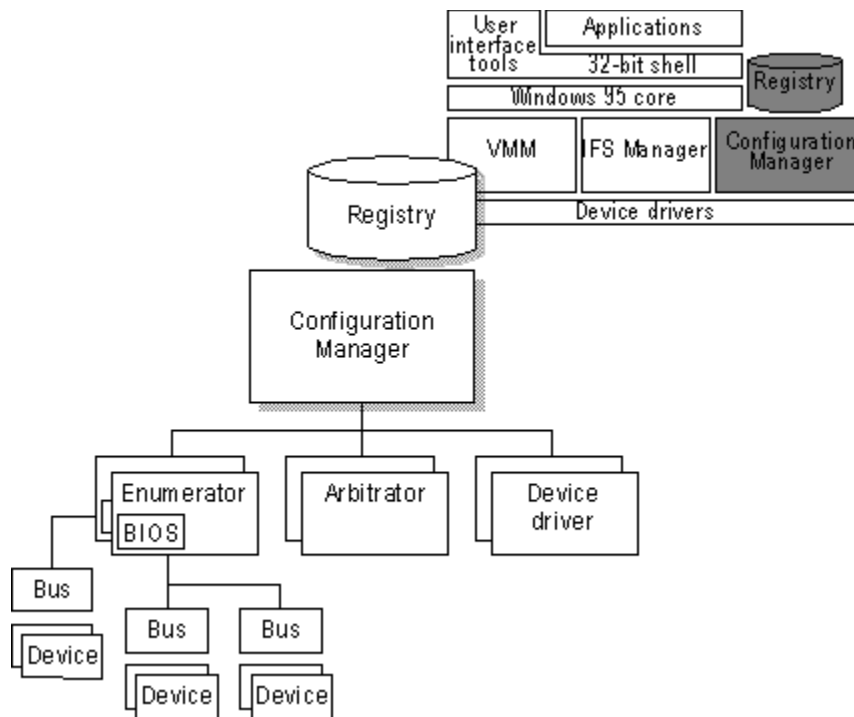 User
interface
tools
Applications
32-bit shell
Registry
Windows 95 core
VMM
IFS Manager
Configuration
Manager
Device drivers
Registry
Configuration
Manager
Enumerator
BIOS
Arbitrator
Device
driver
Bus
Device
Bus
Device
Bus
Device